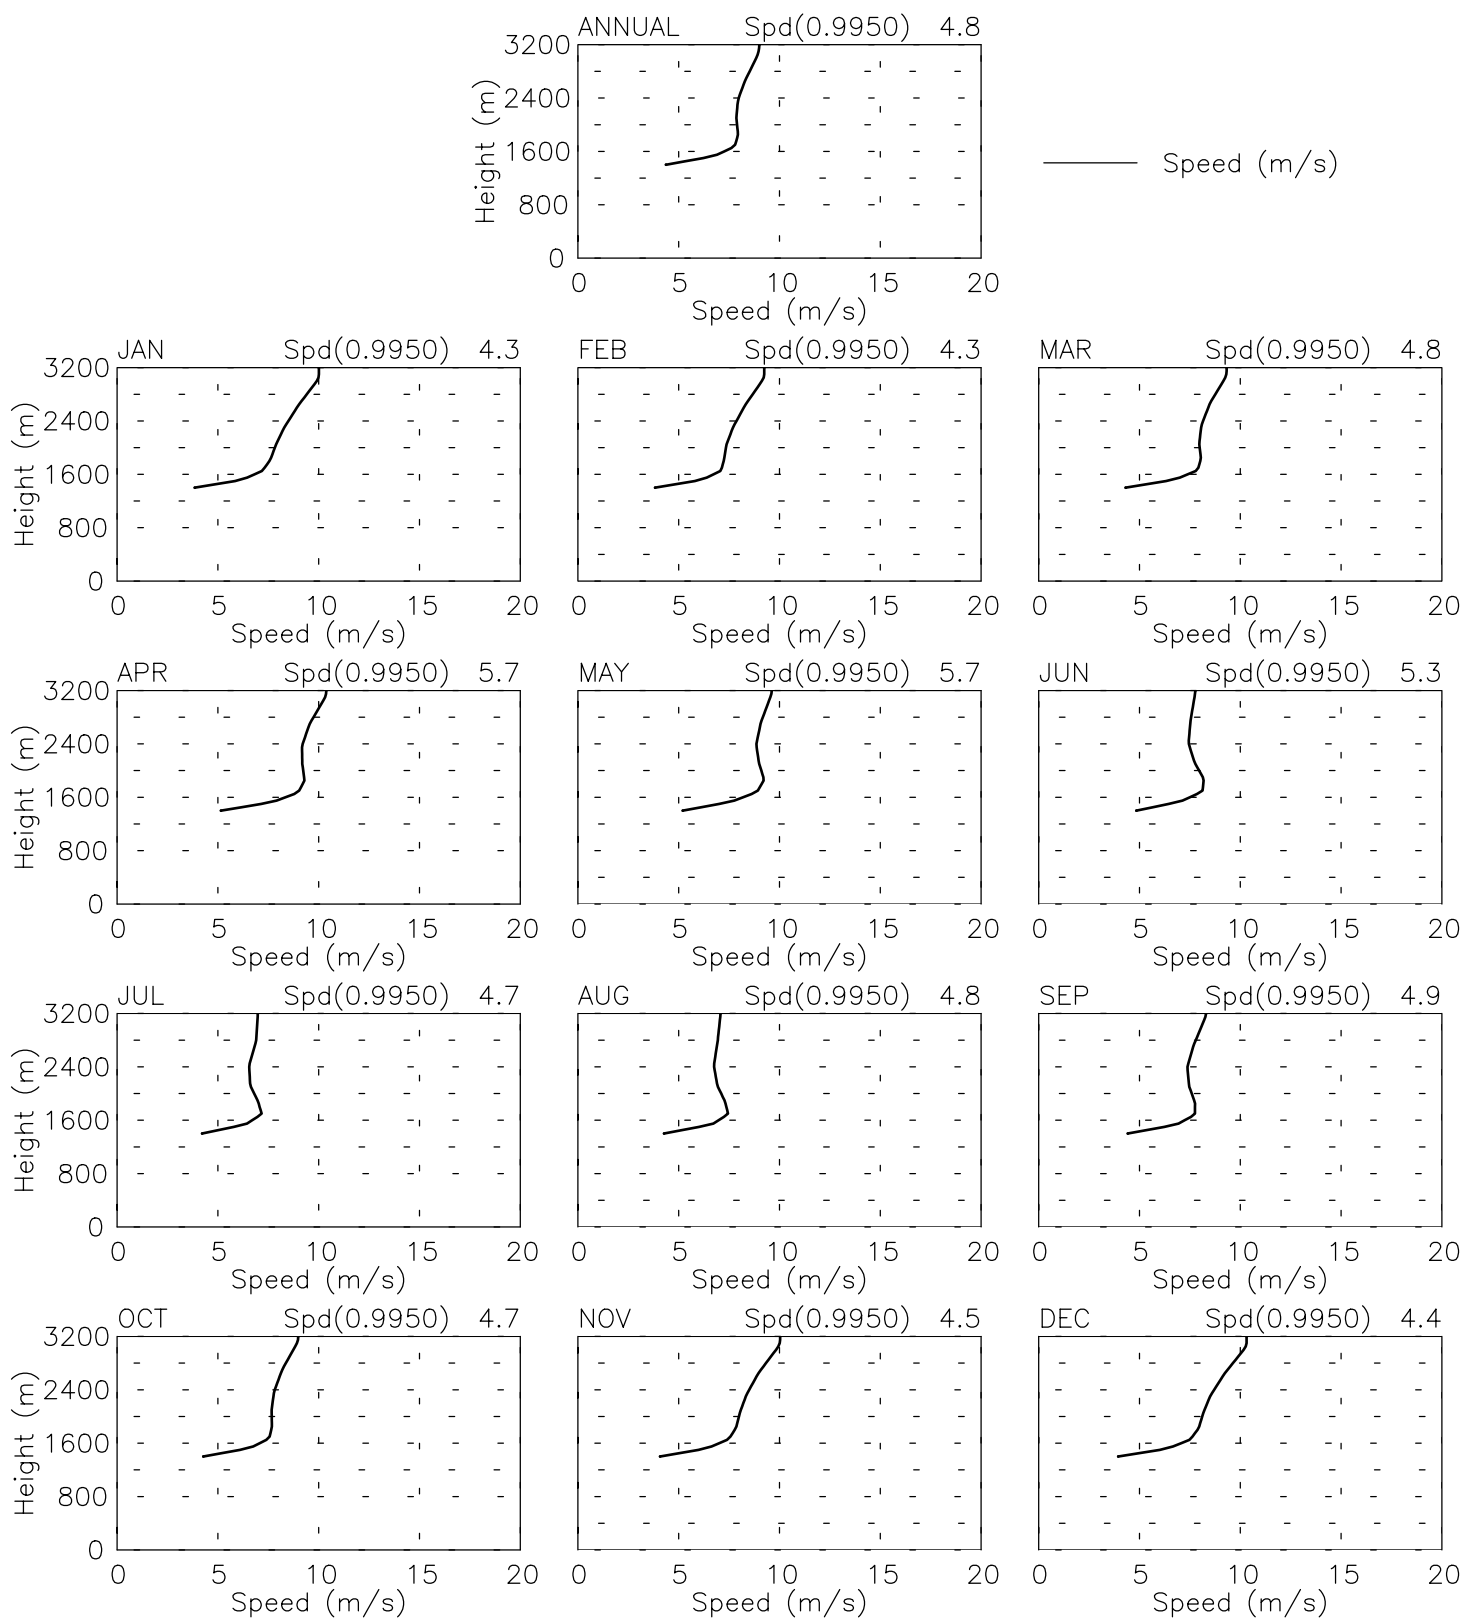 ANNUAL Spd(0.9950) 4.8
3200
2400
1600
800
0
Height (m)
0 5 10 15 20
Speed (m/s)
Speed (m/s)
JAN Spd(0.9950) 4.3
3200
2400
1600
800
0
Height (m)
0 5 10 15 20
Speed (m/s)
FEB Spd(0.9950) 4.3
0 5 10 15 20
Speed (m/s)
MAR Spd(0.9950) 4.8
0 5 10 15 20
Speed (m/s)
APR Spd(0.9950) 5.7
3200
2400
1600
800
0
Height (m)
0 5 10 15 20
Speed (m/s)
MAY Spd(0.9950) 5.7
0 5 10 15 20
Speed (m/s)
JUN Spd(0.9950) 5.3
0 5 10 15 20
Speed (m/s)
JUL Spd(0.9950) 4.7
3200
2400
1600
800
0
Height (m)
0 5 10 15 20
Speed (m/s)
AUG Spd(0.9950) 4.8
0 5 10 15 20
Speed (m/s)
SEP Spd(0.9950) 4.9
0 5 10 15 20
Speed (m/s)
OCT Spd(0.9950) 4.7
3200
2400
1600
800
0
Height (m)
0 5 10 15 20
Speed (m/s)
NOV Spd(0.9950) 4.5
0 5 10 15 20
Speed (m/s)
DEC Spd(0.9950) 4.4
0 5 10 15 20
Speed (m/s)